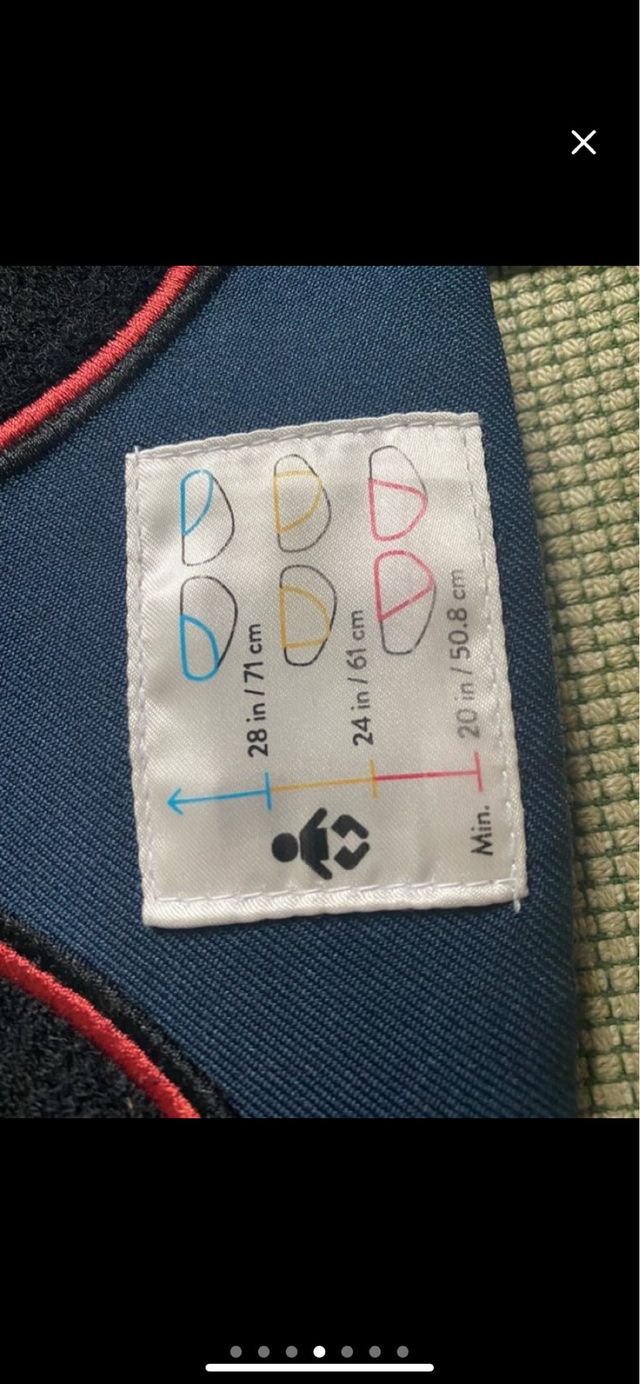 28 in / 71 cm
24 in / 61 cm
Min. 20 in / 50.8 cm